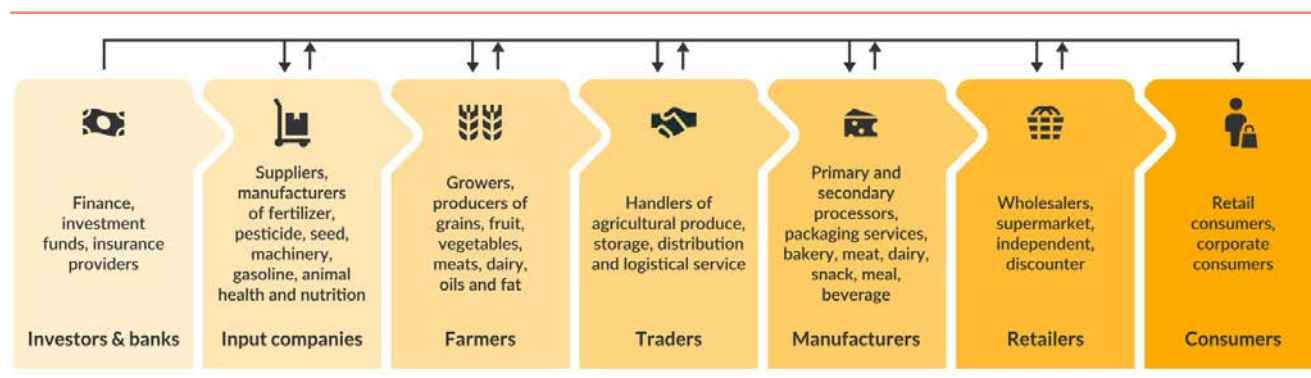 Finance,
investment
funds, insurance
providers
Investors & banks
Suppliers,
manufacturers
of fertilizer,
pesticide, seed,
machinery,
gasoline, animal
health and nutrition
Input companies
Growers,
producers of
grains, fruit,
vegetables,
meats, dairy,
oils and fat
Farmers
Handlers of
agricultural produce,
storage, distribution
and logistical service
Traders
Primary and
secondary
processors,
packaging services,
bakery, meat, dairy,
snack, meal,
beverage
Manufacturers
Wholesalers,
supermarket,
independent,
discounter
Retailers
Retail
consumers,
corporate
consumers
Consumers